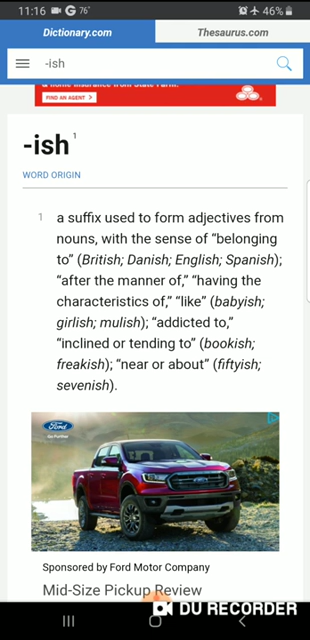 11:16 G 76° 46%
Dictionary.com Thesaurus.com
-ish
FIND AN AGENT >
-ish 1
WORD ORIGIN
1 a suffix used to form adjectives from
nouns, with the sense of “belonging
to” (British; Danish; English; Spanish);
“after the manner of,” “having the
characteristics of,” “like” (babyish;
girlish; mulish); “addicted to,”
“inclined or tending to” (bookish;
freakish); “near or about” (fiftyish;
sevenish).
Ford
Go Further
Sponsored by Ford Motor Company
Mid-Size Pickup Review
DU RECORDER